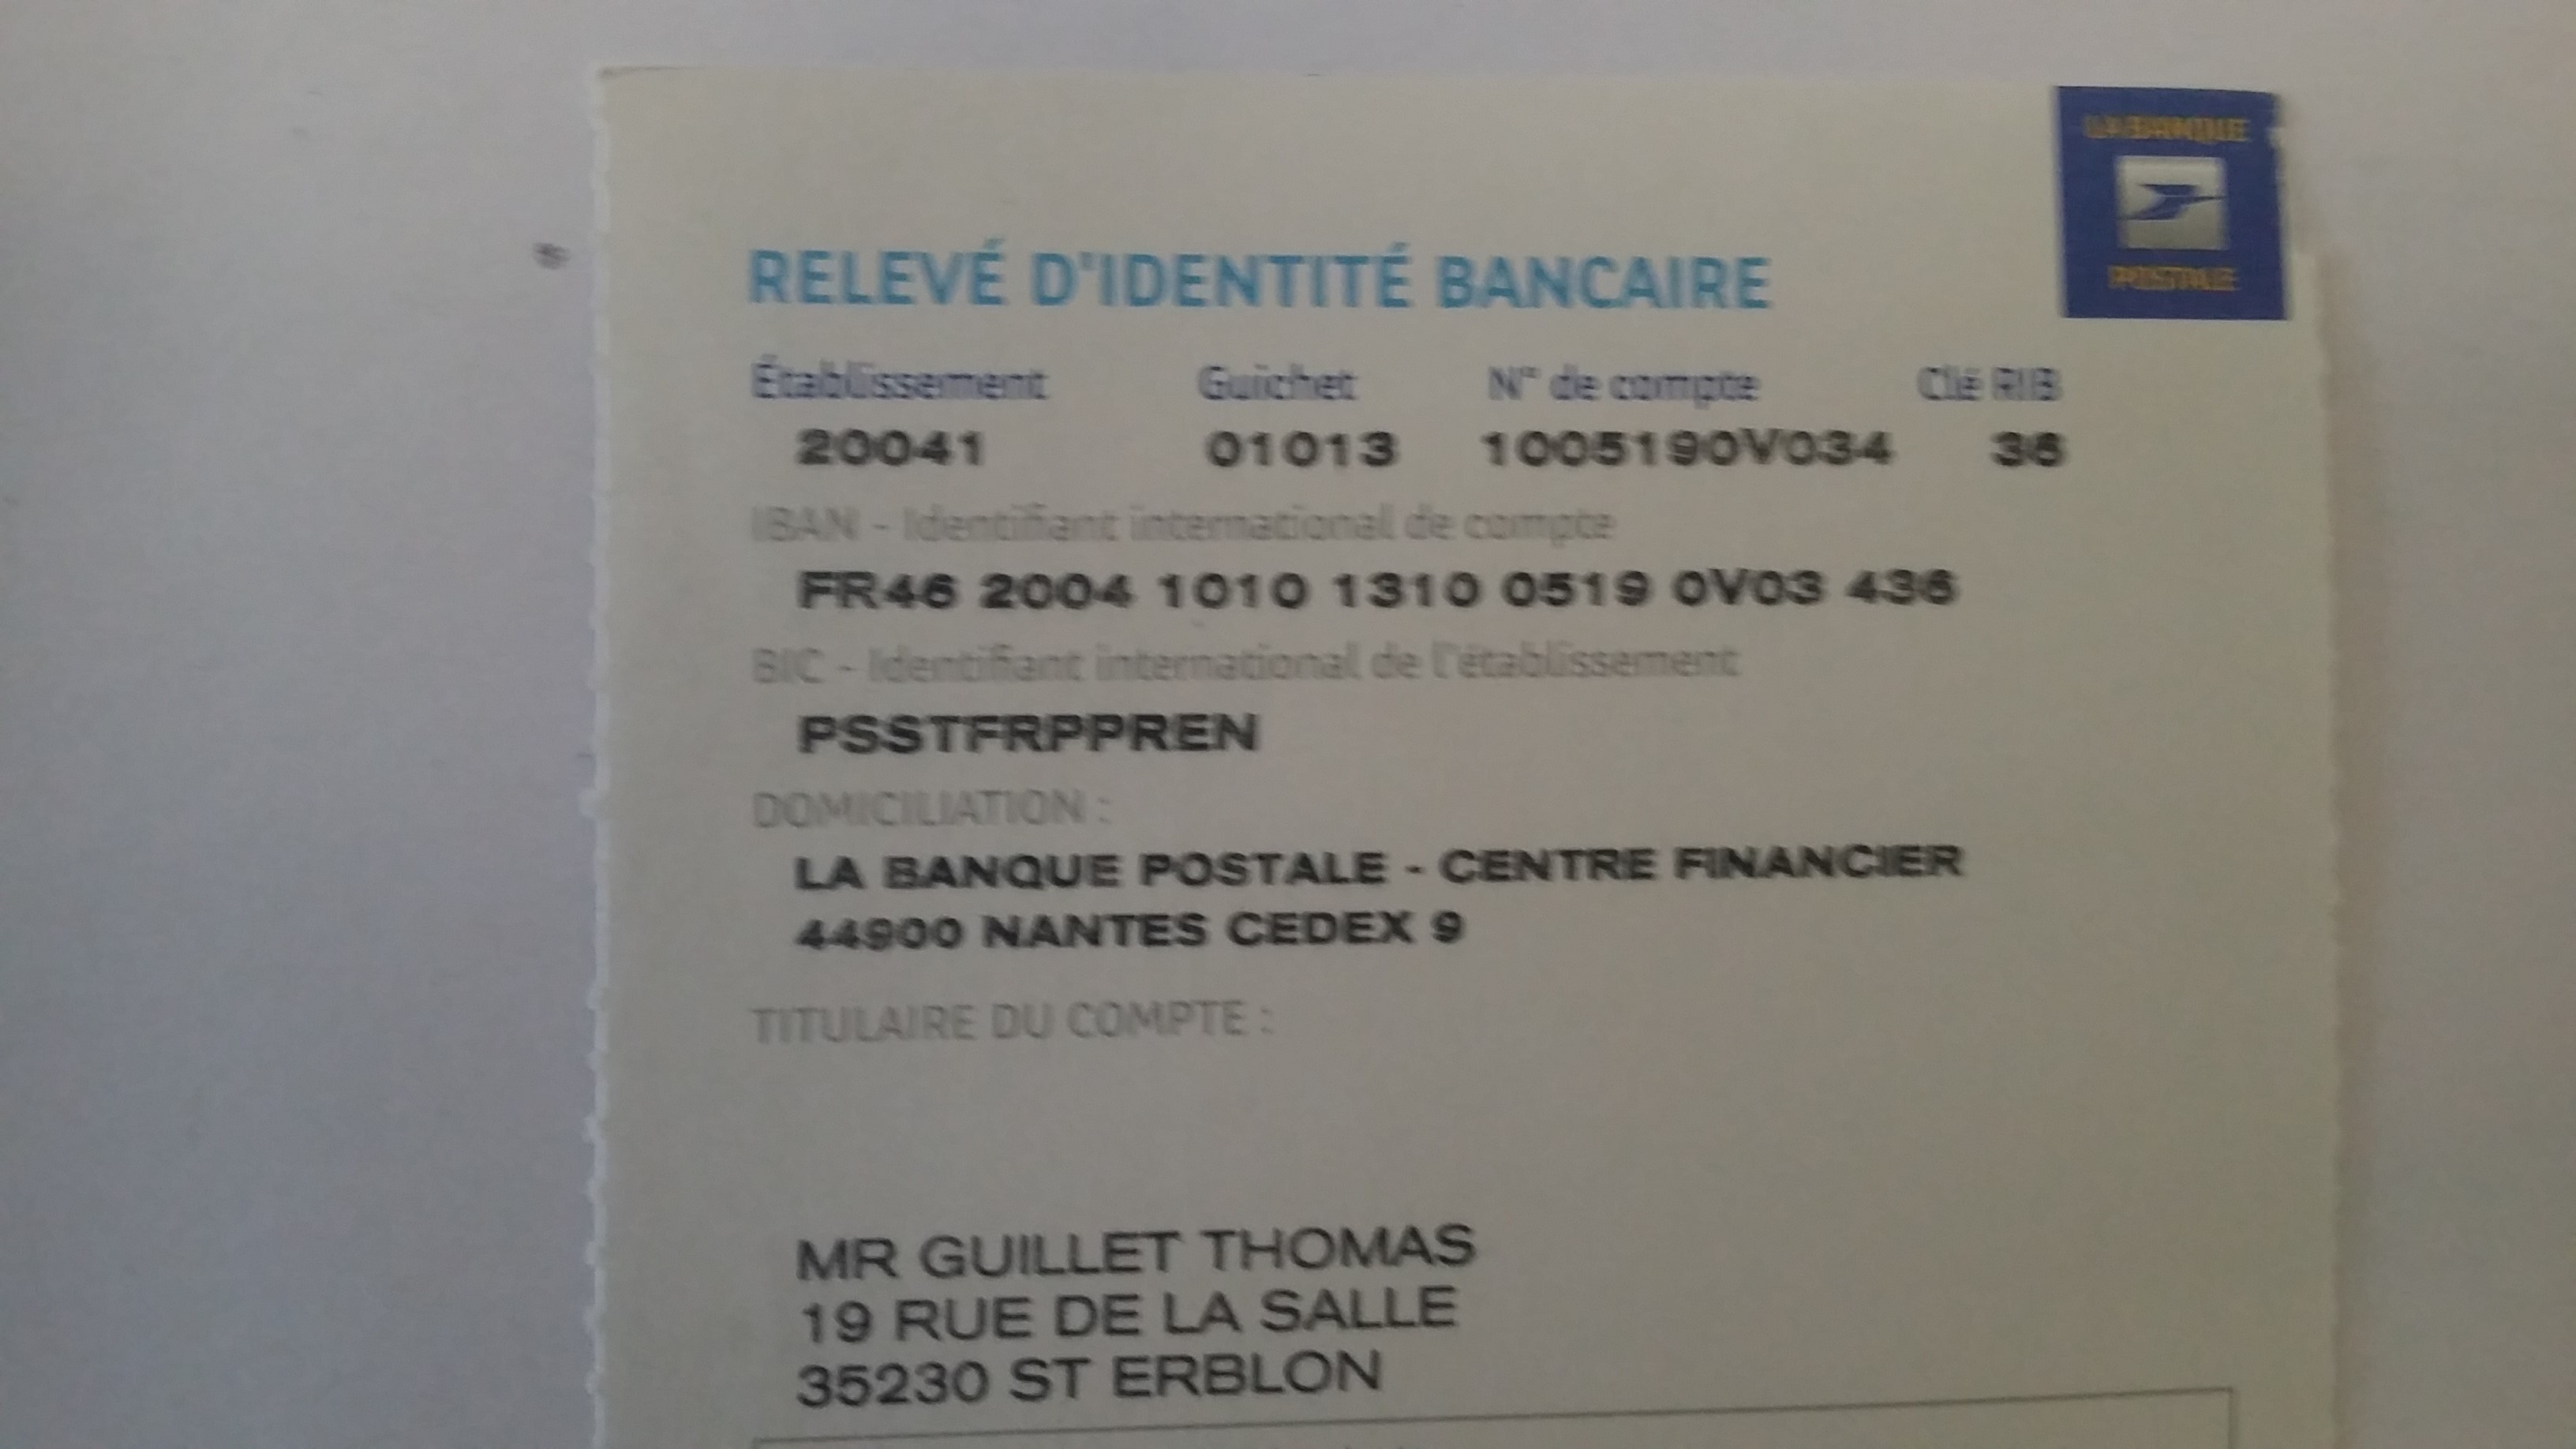 LA BANQUE
POSTALE
RELEVÉ D'IDENTITÉ BANCAIRE
Établissement Guichet N° de compte Clé RIB
20041 01013 1005190V034 36
IBAN - Identifiant international de compte
FR46 2004 1010 1310 0519 0V03 436
BIC - Identifiant international de l'établissement
PSSTFRPPREN
DOMICILIATION :
LA BANQUE POSTALE - CENTRE FINANCIER
44900 NANTES CEDEX 9
TITULAIRE DU COMPTE :
MR GUILLET THOMAS
19 RUE DE LA SALLE
35230 ST ERBLON